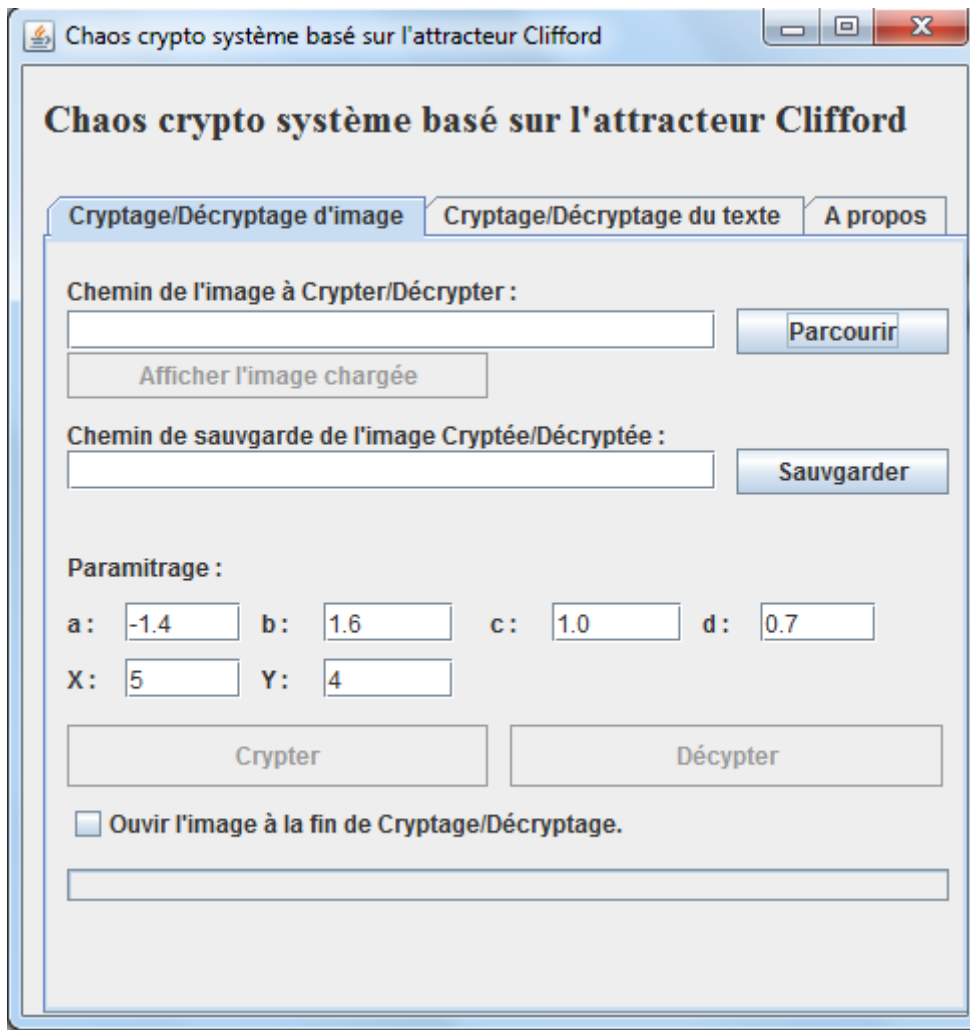 Chaos crypto système basé sur l'attracteur Clifford
Chaos crypto système basé sur l'attracteur Clifford
Cryptage/Décryptage d'image Cryptage/Décryptage du texte A propos
Chemin de l'image à Crypter/Décrypter :
Parcourir
Afficher l'image chargée
Chemin de sauvgarde de l'image Cryptée/Décryptée :
Sauvgarder
Paramitrage :
a : -1.4 b : 1.6 c : 1.0 d : 0.7
X : 5 Y : 4
Crypter Décypter
Ouvir l'image à la fin de Cryptage/Décryptage.